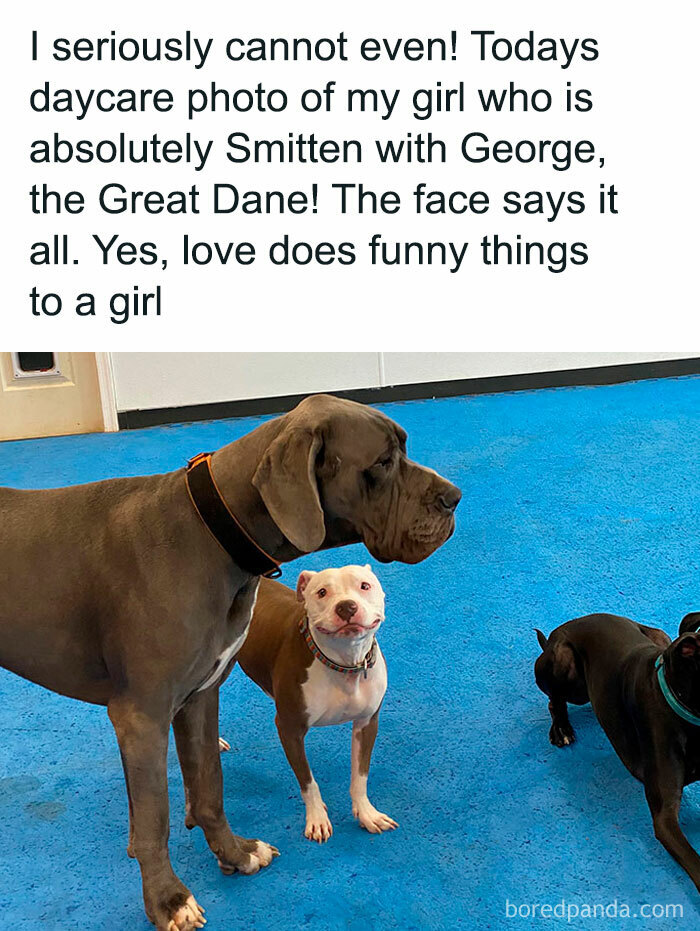 I seriously cannot even! Todays
daycare photo of my girl who is
absolutely Smitten with George,
the Great Dane! The face says it
all. Yes, love does funny things
to a girl
boredpanda.com